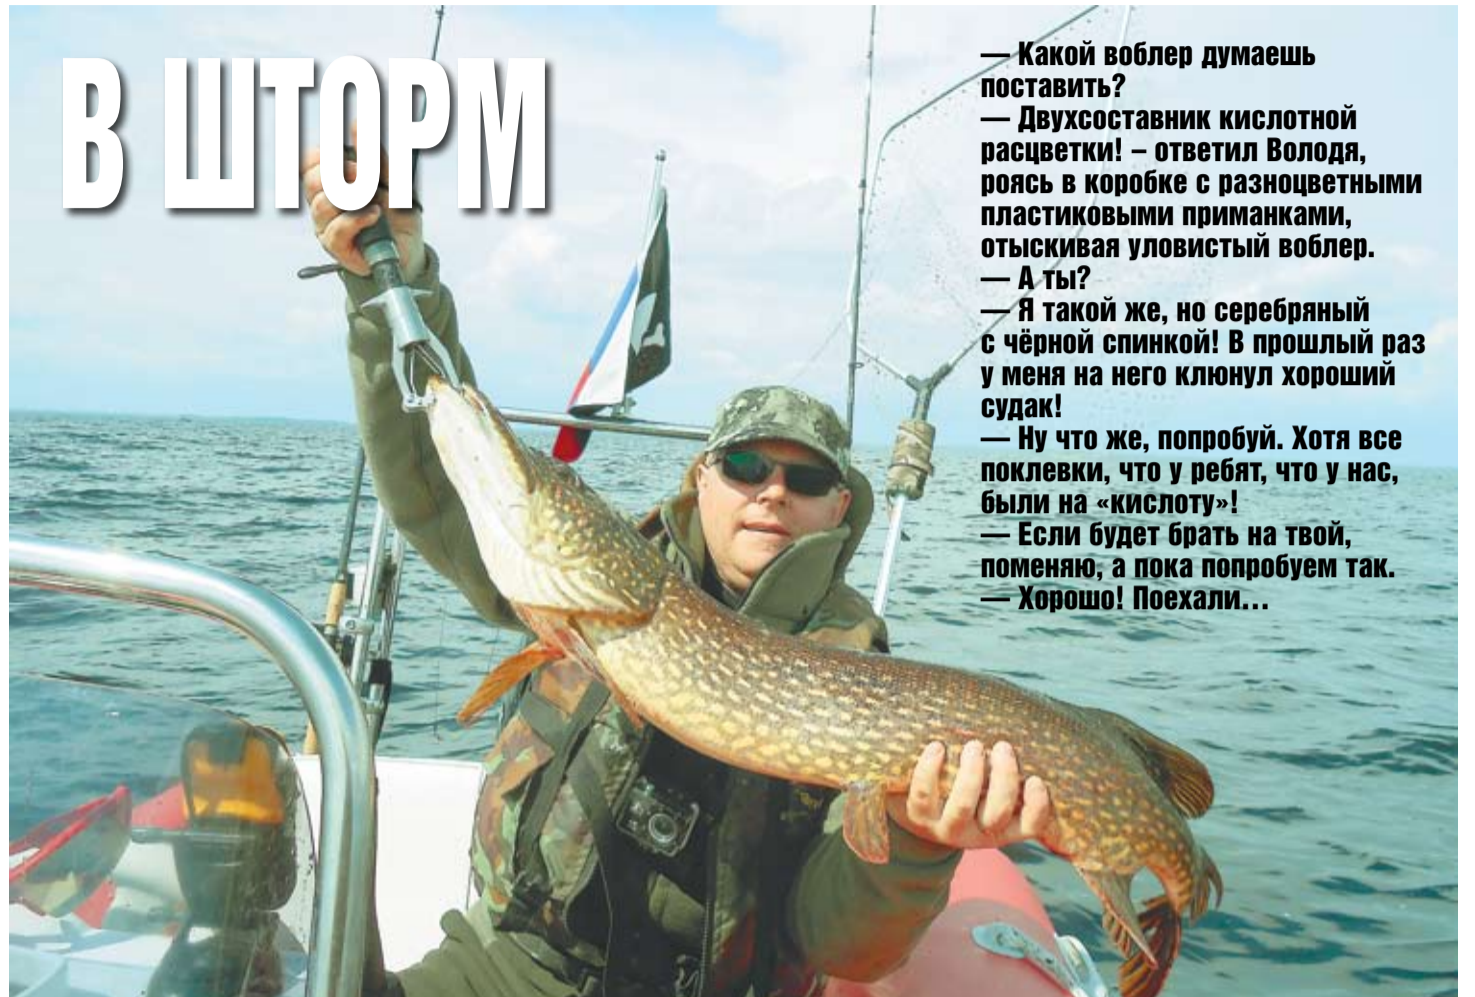 В ШТОРМ
— Какой воблер думаешь
поставить?
— Двухсоставник кислотной
расцветки! – ответил Володя,
роясь в коробке с разноцветными
пластиковыми приманками,
отыскивая уловистый воблер.
— А ты?
— Я такой же, но серебряный
с чёрной спинкой! В прошлый раз
у меня на него клюнул хороший
судак!
— Ну что же, попробуй. Хотя все
поклевки, что у ребят, что у нас,
были на «кислоту»!
— Если будет брать на твой,
поменяю, а пока попробуем так.
— Хорошо! Поехали…